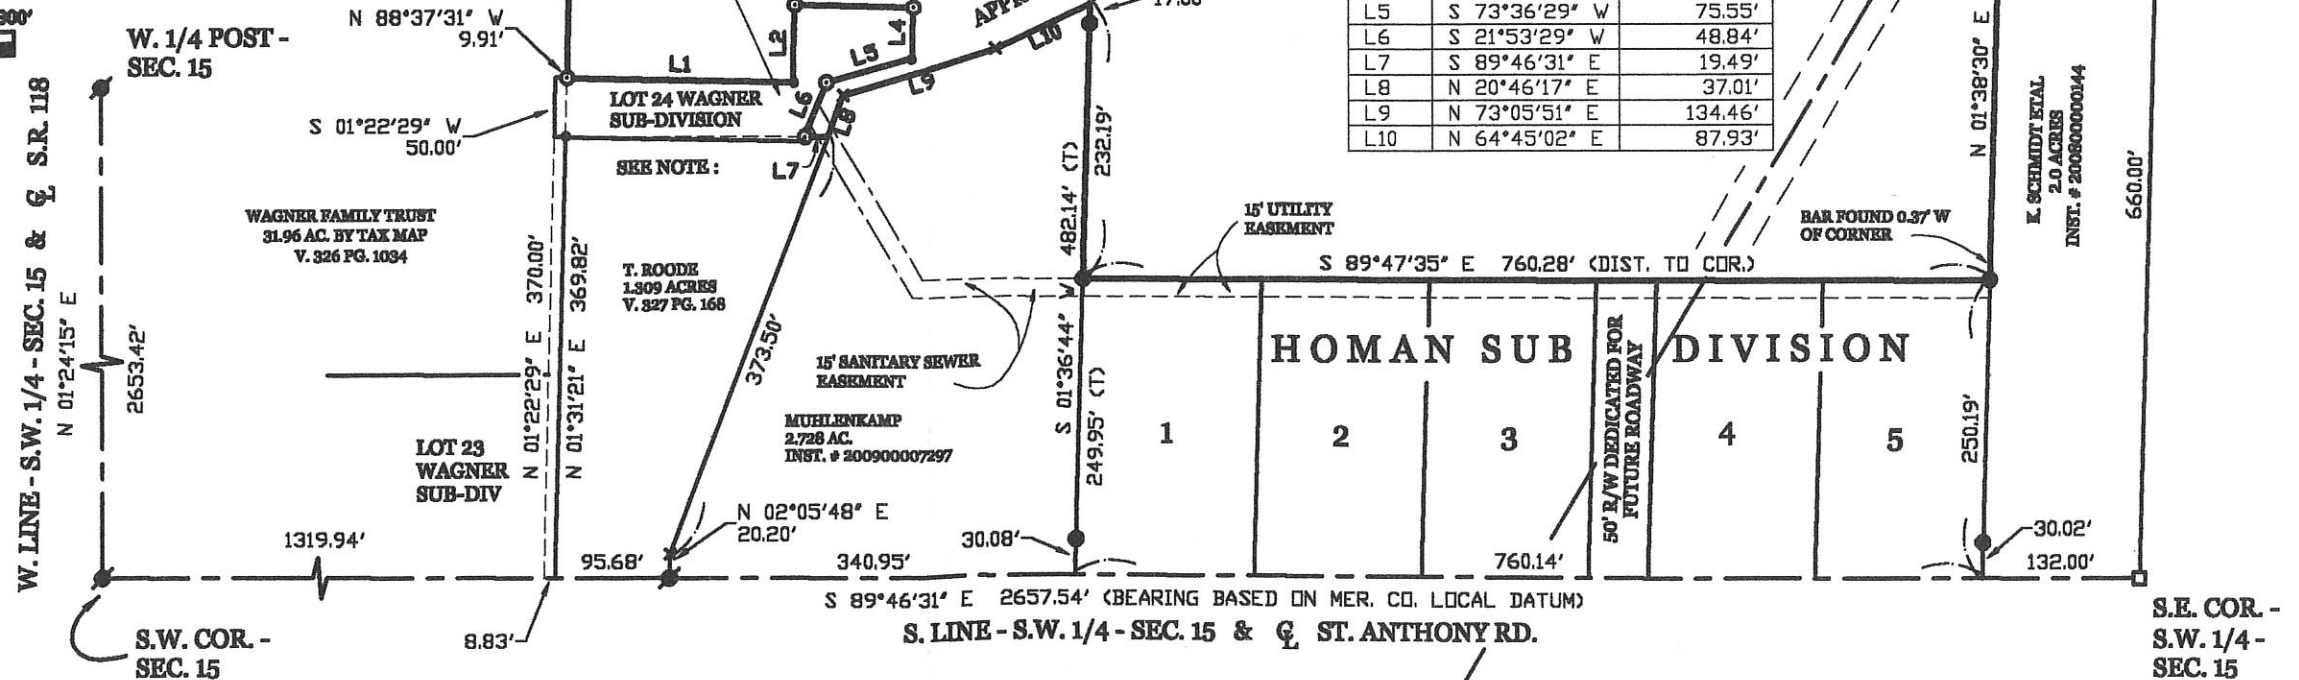 300'
N 88°37'31" W
9.91'
W. 1/4 POST -
SEC. 15
W. LINE - S.W. 1/4 - SEC. 15 & ℄ S.R. 118
N 01°24'15" E
2653.42'
S 01°22'29" W
50.00'
L1
L2
L4
L5
L6
L7
L8
L9
L10
LOT 24 WAGNER
SUB-DIVISION
SEE NOTE :
17.00'
L5 S 73°36'29" W 75.55'
L6 S 21°53'29" W 48.84'
L7 S 89°46'31" E 19.49'
L8 N 20°46'17" E 37.01'
L9 N 73°05'51" E 134.46'
L10 N 64°45'02" E 87.93'
N 01°38'30" E
K. SCHMIDT ETAL
2.0 ACRES
INST. # 200800000144
660.00'
WAGNER FAMILY TRUST
31.96 AC. BY TAX MAP
V. 326 PG. 1034
N 01°22'29" E 370.00'
N 01°31'21" E 369.82'
T. ROODE
1.309 ACRES
V. 327 PG. 168
373.50'
232.19'
S 01°36'44" W 482.14' (T)
249.95' (T)
15' UTILITY
EASEMENT
BAR FOUND 0.37' W
OF CORNER
S 89°47'35" E 760.28' (DIST. TO COR.)
15' SANITARY SEWER
EASEMENT
HOMAN SUB DIVISION
50' R/W DEDICATED FOR
FUTURE ROADWAY
1
2
3
4
5
250.19'
MUHLENKAMP
2.728 AC.
INST. # 200900007297
LOT 23
WAGNER
SUB-DIV
N 02°05'48" E
20.20'
1319.94'
95.68'
340.95'
30.08'
760.14'
30.02'
132.00'
8.83'
S 89°46'31" E 2657.54' (BEARING BASED ON MER. CO. LOCAL DATUM)
S. LINE - S.W. 1/4 - SEC. 15 & ℄ ST. ANTHONY RD.
S.W. COR. -
SEC. 15
S.E. COR. -
S.W. 1/4 -
SEC. 15